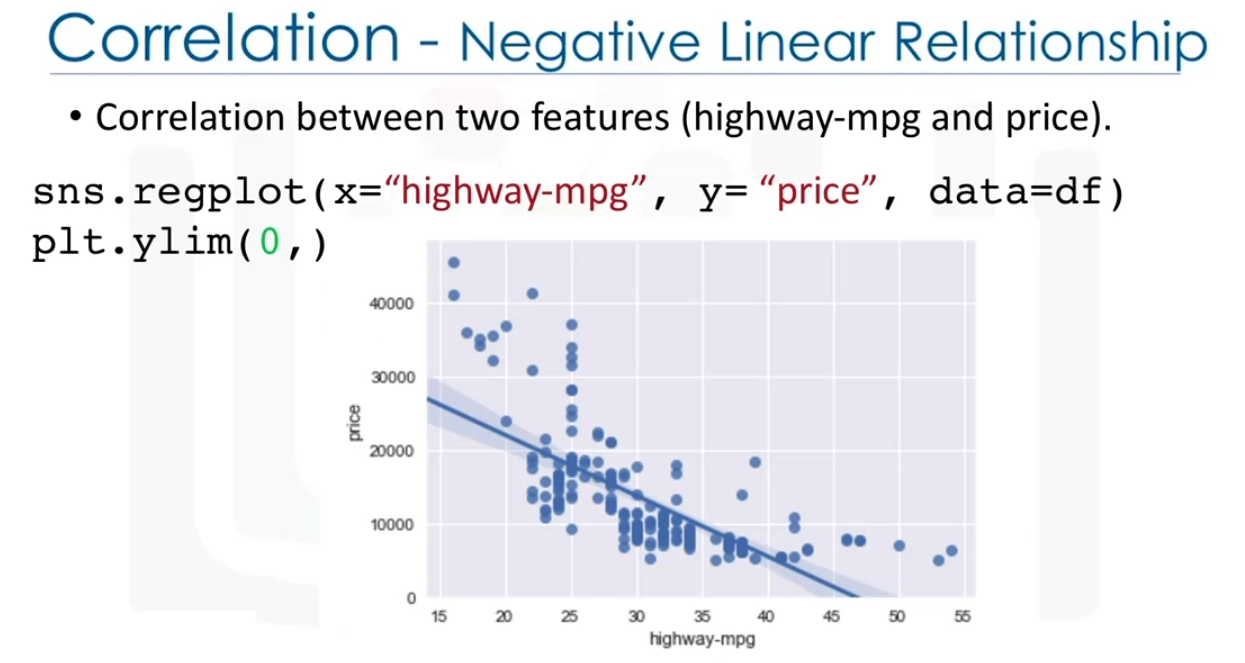 Correlation - Negative Linear Relationship
• Correlation between two features (highway-mpg and price).
sns.regplot(x=“highway-mpg”, y= “price”, data=df)
plt.ylim(0,)
40000
30000
20000
10000
0
price
15 20 25 30 35 40 45 50 55
highway-mpg